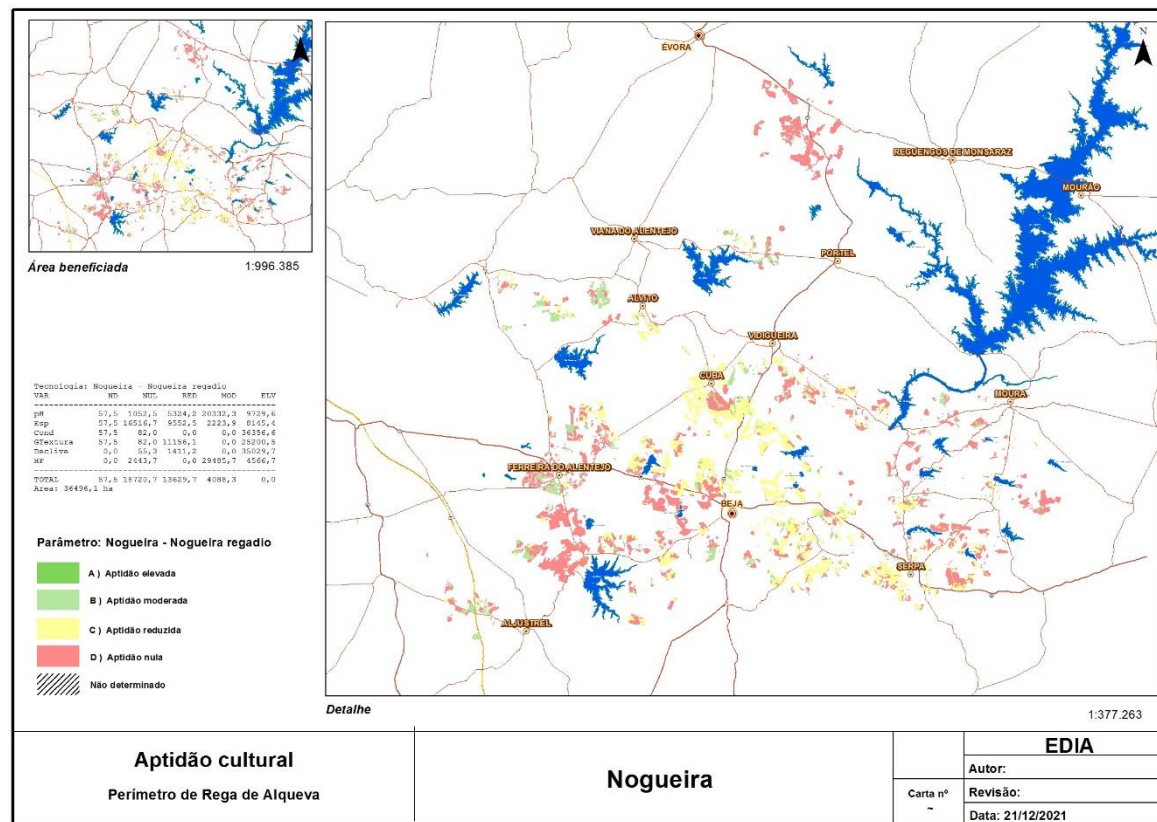 N
Área beneficiada
1:996.385
Tecnologia: Nogueira - Nogueira regadio
VAR ND NUL RED MOD ELV
pH 57,5 1052,5 5324,2 20332,3 9729,6
Esp 57,5 16516,7 9552,5 2223,9 8145,4
Cond 57,5 82,0 0,0 0,0 36356,6
GTextura 57,5 82,0 11156,1 0,0 25200,5
Declive 0,0 55,3 1411,2 0,0 35029,7
HF 0,0 2443,7 0,0 29485,7 4566,7
TOTAL 57,5 18720,7 13629,7 4088,3 0,0
Area: 36496,1 ha
Parâmetro: Nogueira - Nogueira regadio
A ) Aptidão elevada
B ) Aptidão moderada
C ) Aptidão reduzida
D ) Aptidão nula
Não determinado
N
ÉVORA
REGUENGOS DE MONSARAZ
MOURÃO
VIANA DO ALENTEJO
PORTEL
ALVITO
VIDIGUEIRA
CUBA
MOURA
FERREIRA DO ALENTEJO
BEJA
SERPA
ALJUSTREL
Detalhe
1:377.263
Aptidão cultural
Perímetro de Rega de Alqueva
Nogueira
Carta nº
~
EDIA
Autor:
Revisão:
Data: 21/12/2021